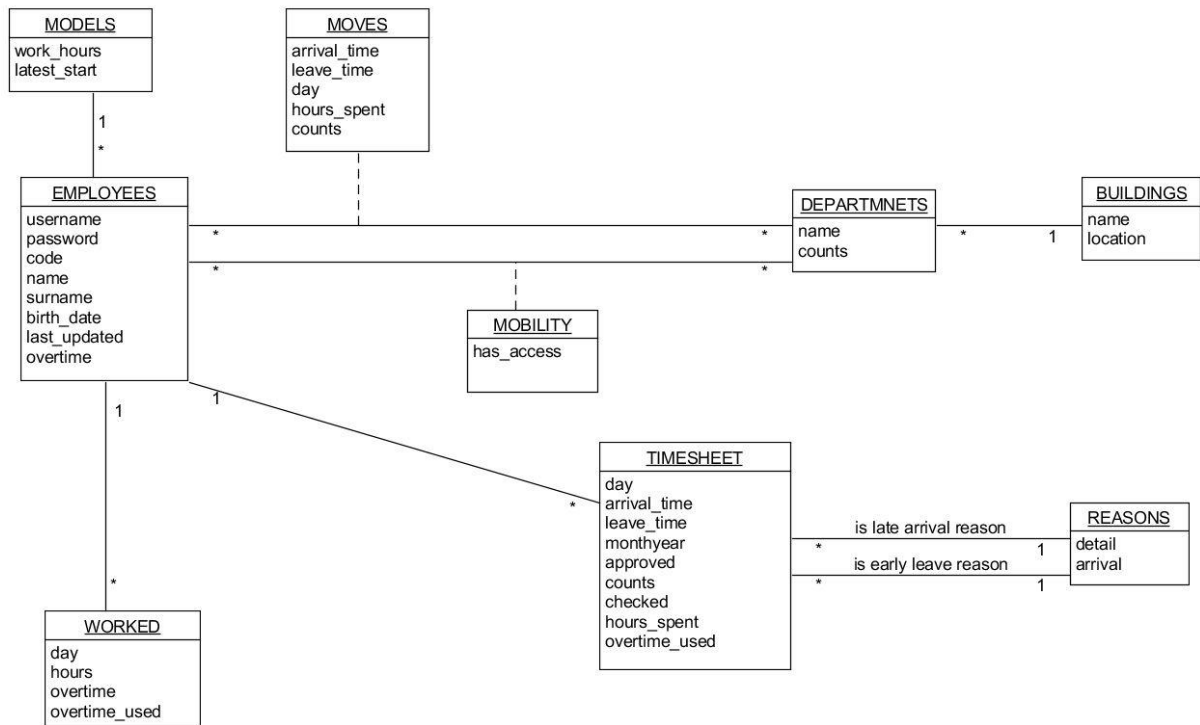 MODELS
work_hours
latest_start
MOVES
arrival_time
leave_time
day
hours_spent
counts
1
*
EMPLOYEES
username
password
code
name
surname
birth_date
last_updated
overtime
*
*
*
*
DEPARTMNETS
name
counts
*
1
BUILDINGS
name
location
MOBILITY
has_access
1
*
WORKED
day
hours
overtime
overtime_used
1
*
TIMESHEET
day
arrival_time
leave_time
monthyear
approved
counts
checked
hours_spent
overtime_used
is late arrival reason
*
1
is early leave reason
*
1
REASONS
detail
arrival